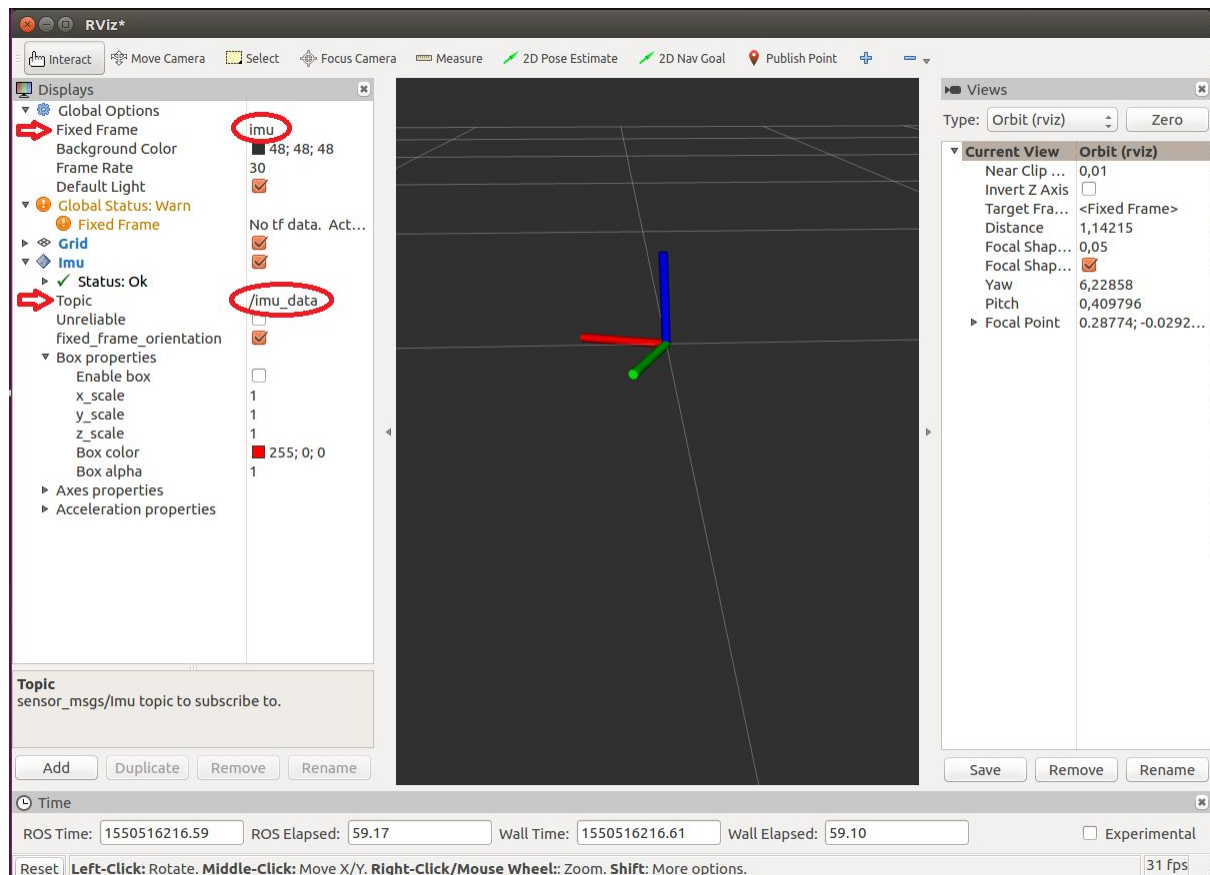 RViz*
Interact Move Camera Select Focus Camera Measure 2D Pose Estimate 2D Nav Goal Publish Point
Displays
Global Options
Fixed Frame imu
Background Color 48; 48; 48
Frame Rate 30
Default Light
Global Status: Warn
Fixed Frame No tf data. Act...
Grid
Imu
Status: Ok
Topic /imu_data
Unreliable
fixed_frame_orientation
Box properties
Enable box
x_scale 1
y_scale 1
z_scale 1
Box color 255; 0; 0
Box alpha 1
Axes properties
Acceleration properties
Topic
sensor_msgs/Imu topic to subscribe to.
Add Duplicate Remove Rename
Views
Type: Orbit (rviz) Zero
Current View Orbit (rviz)
Near Clip ... 0,01
Invert Z Axis
Target Fra... <Fixed Frame>
Distance 1,14215
Focal Shap... 0,05
Focal Shap...
Yaw 6,22858
Pitch 0,409796
Focal Point 0.28774; -0.0292...
Save Remove Rename
Time
ROS Time: 1550516216.59 ROS Elapsed: 59.17 Wall Time: 1550516216.61 Wall Elapsed: 59.10 Experimental
Reset Left-Click: Rotate. Middle-Click: Move X/Y. Right-Click/Mouse Wheel:: Zoom. Shift: More options. 31 fps